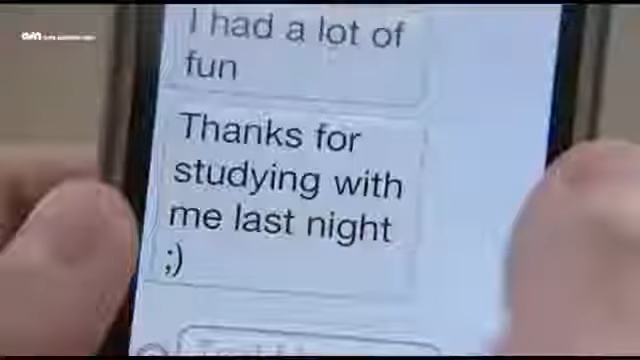 I had a lot of
fun
Thanks for
studying with
me last night
;)